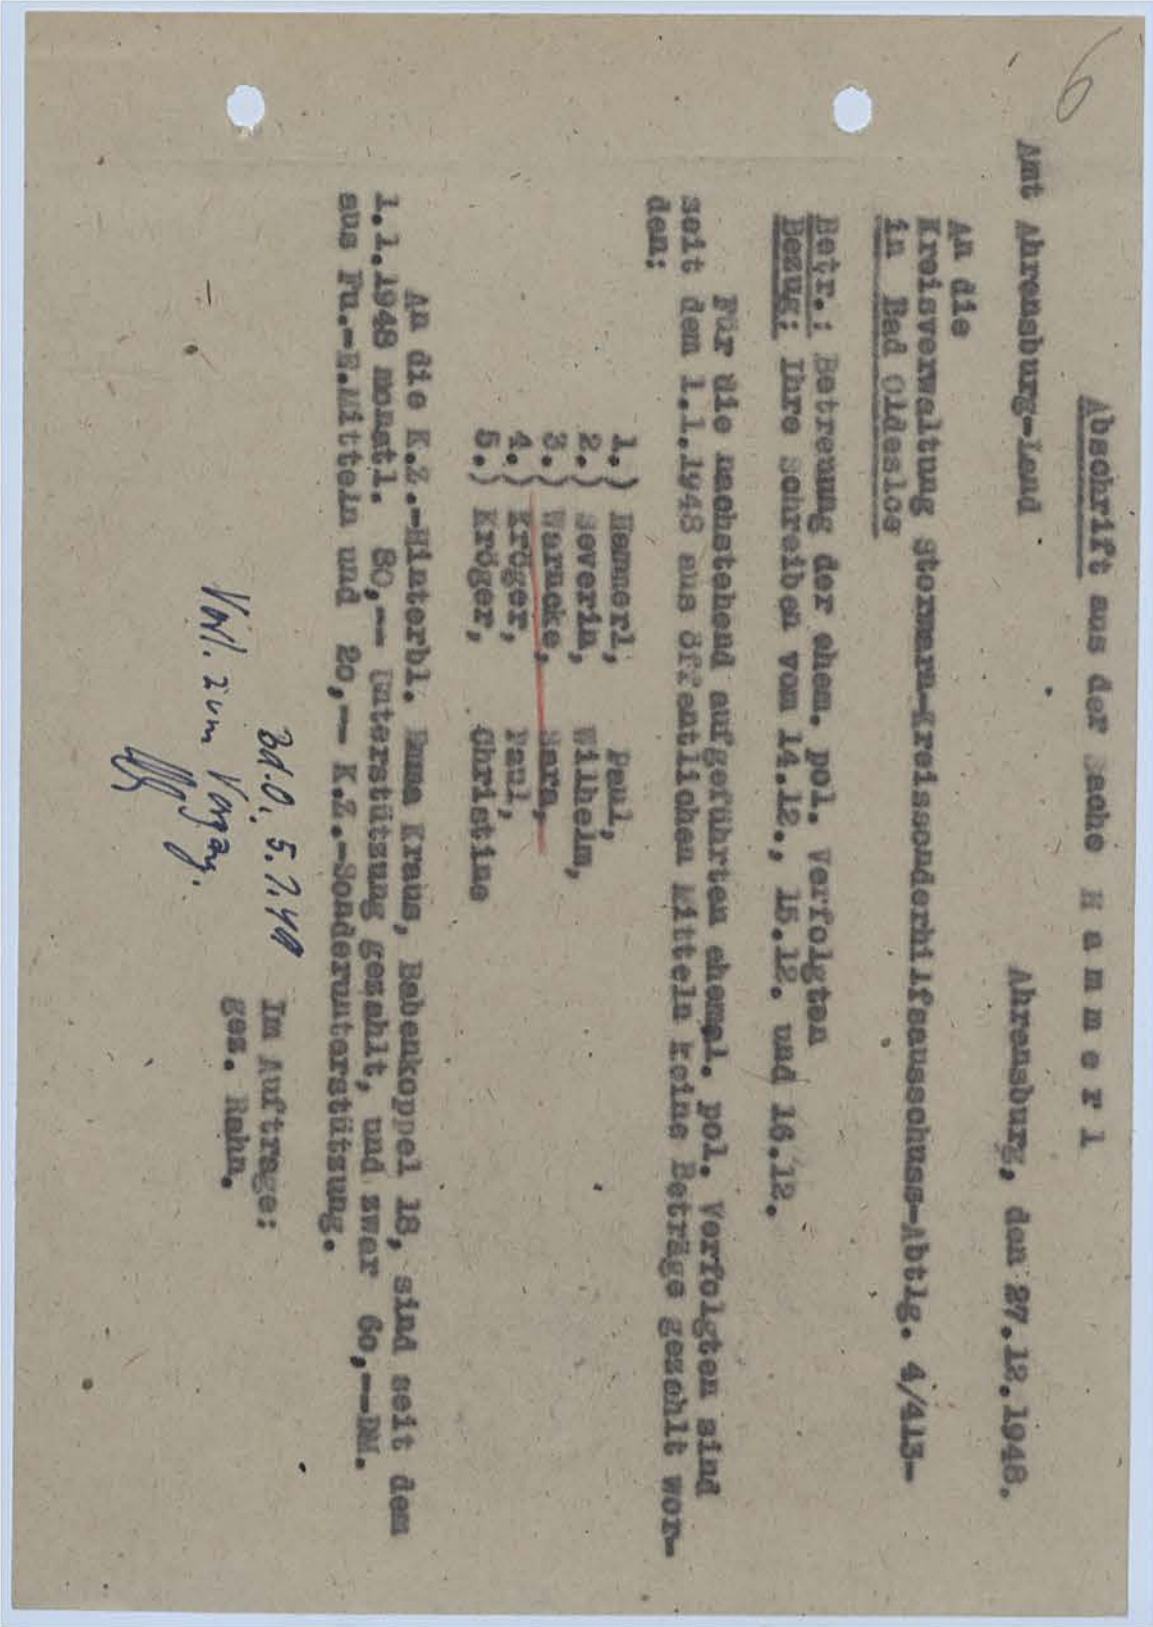 6
Abschrift aus der Sache H a m m e r l
Amt Ahrensburg-Land Ahrensburg, den 27.12.1948.
An die
Kreisverwaltung Stormarn-Kreissonderhilfsausschuss-Abtlg. 4/413-
in Bad Oldesloe
Betr.: Betreuung der ehem. pol. Verfolgten
Bezug: Ihre Schreiben vom 14.12., 15.12. und 16.12.
Für die nachstehend aufgeführten ehemal. pol. Verfolgten sind
seit dem 1.1.1948 aus öffentlichen Mitteln keine Beträge gezahlt wor-
den:
1.) Hammerl, Paul,
2.) Severin, Wilhelm,
3.) Warncke, Sara,
4.) Kröger, Paul,
5.) Kröger, Christine
An die K.Z.-Hinterbl. Emma Kraus, Babenkoppel 18, sind seit dem
1.1.1948 monatl. 80,-- Unterstützung gezahlt, und zwar 60,--DM.
aus Fu.-E.Mitteln und 20,-- K.Z.-Sonderunterstützung.
Im Auftrage:
gez. Rahn.
Bd.O. 5.1.49
Vorl. zum Vorgang.